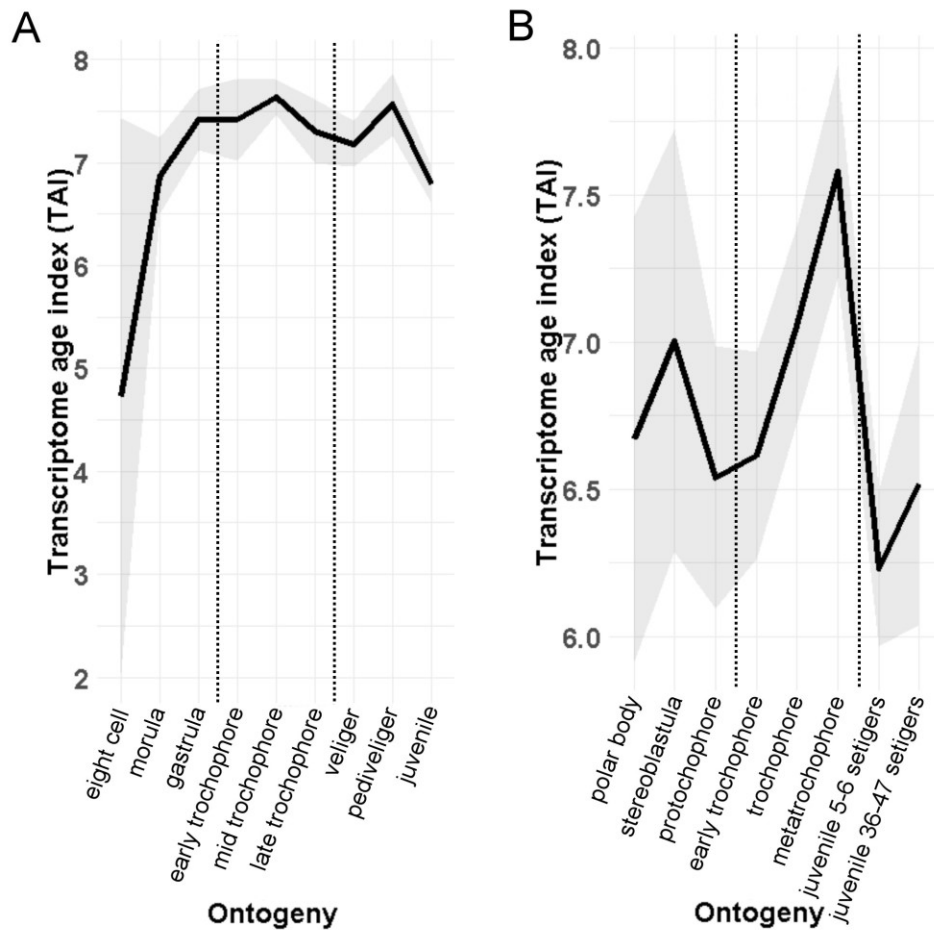 A
Transcriptome age index (TAI)
8
7
6
5
4
3
2
eight cell
morula
gastrula
early trochophore
mid trochophore
late trochophore
veliger
pediveliger
juvenile
Ontogeny
B
Transcriptome age index (TAI)
8.0
7.5
7.0
6.5
6.0
polar body
stereoblastula
protochophore
early trochophore
trochophore
metatrochophore
juvenile 5-6 setigers
juvenile 36-47 setigers
Ontogeny